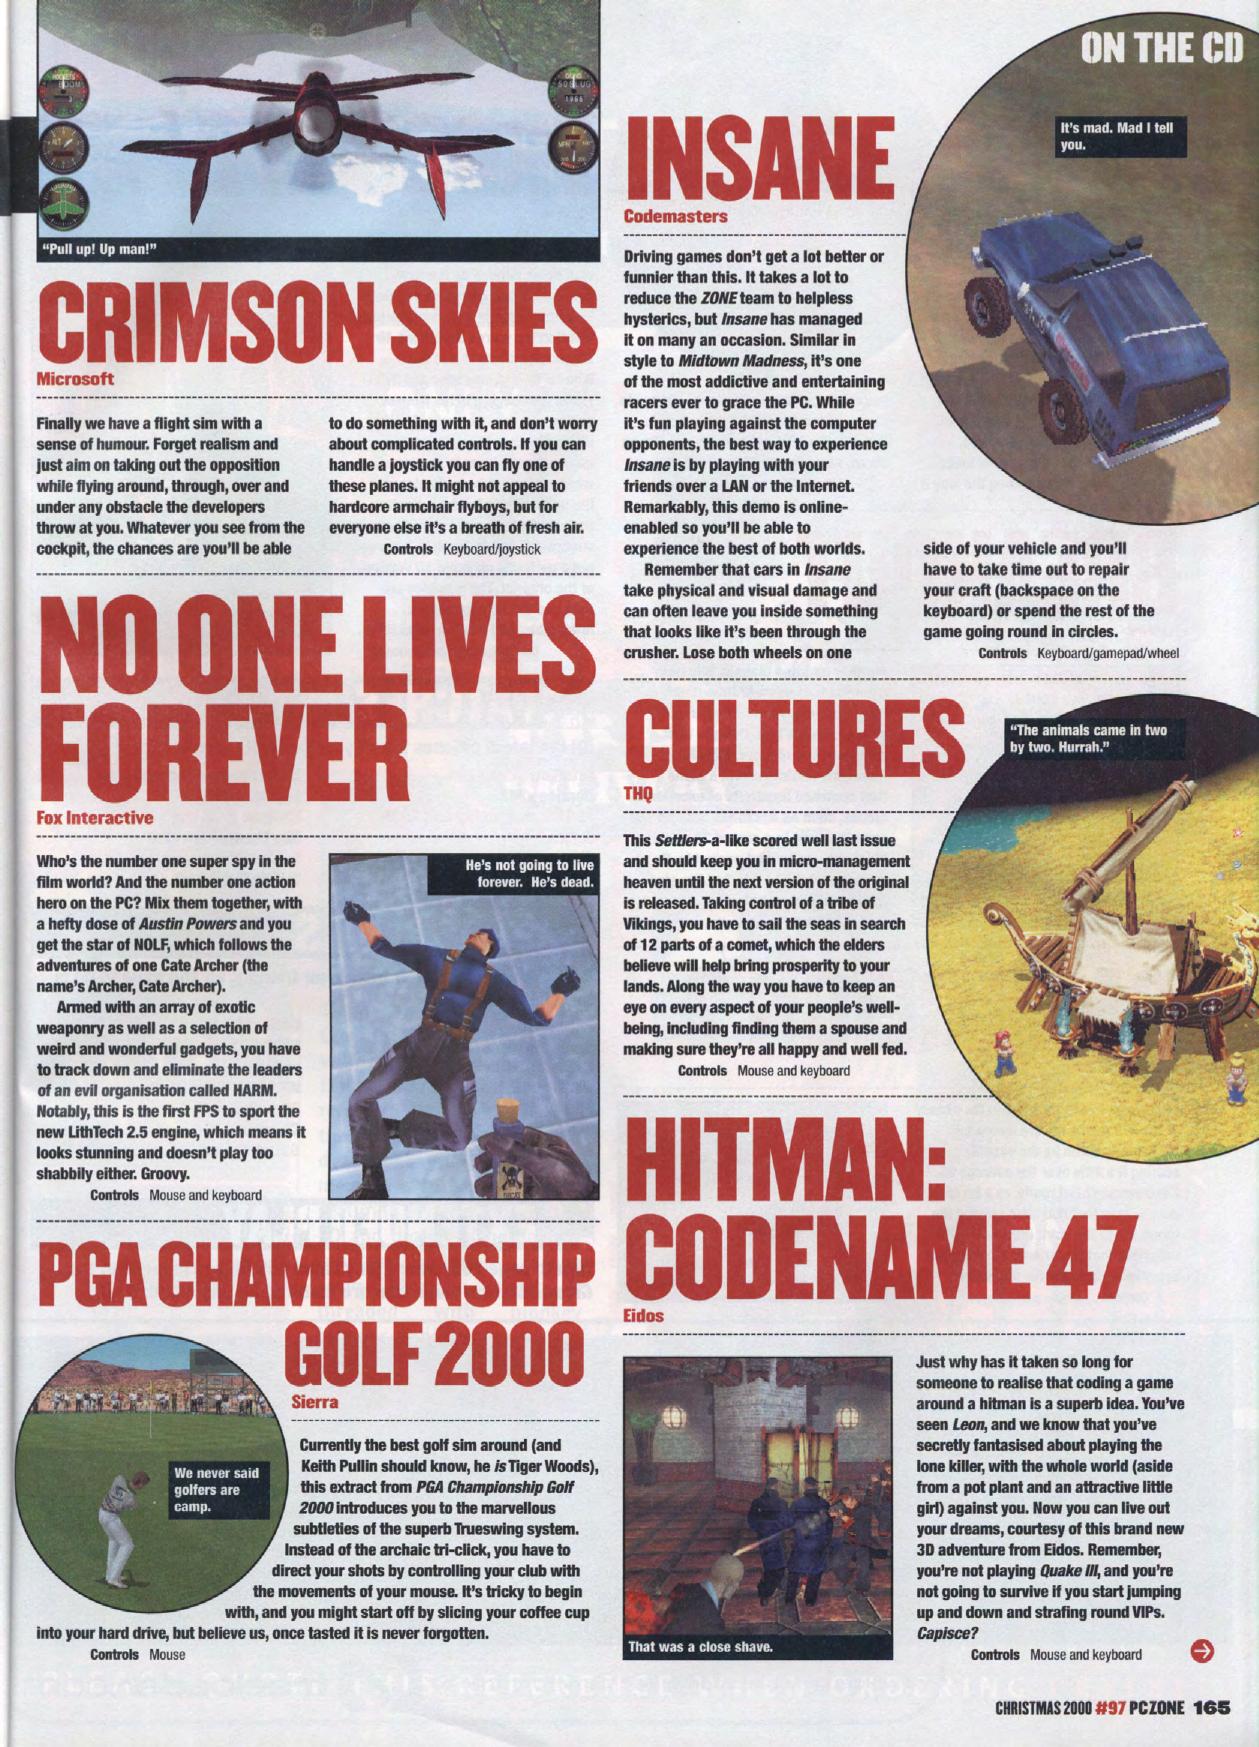 ON THE CD
"Pull up! Up man!"
CRIMSON SKIES
Microsoft
Finally we have a flight sim with a
sense of humour. Forget realism and
just aim on taking out the opposition
while flying around, through, over and
under any obstacle the developers
throw at you. Whatever you see from the
cockpit, the chances are you'll be able
to do something with it, and don't worry
about complicated controls. If you can
handle a joystick you can fly one of
these planes. It might not appeal to
hardcore armchair flyboys, but for
everyone else it's a breath of fresh air.
Controls Keyboard/joystick
NO ONE LIVES
FOREVER
Fox Interactive
Who's the number one super spy in the
film world? And the number one action
hero on the PC? Mix them together, with
a hefty dose of Austin Powers and you
get the star of NOLF, which follows the
adventures of one Cate Archer (the
name's Archer, Cate Archer).
Armed with an array of exotic
weaponry as well as a selection of
weird and wonderful gadgets, you have
to track down and eliminate the leaders
of an evil organisation called HARM.
Notably, this is the first FPS to sport the
new LithTech 2.5 engine, which means it
looks stunning and doesn't play too
shabbily either. Groovy.
Controls Mouse and keyboard
He's not going to live
forever. He's dead.
PGA CHAMPIONSHIP
GOLF 2000
Sierra
We never said
golfers are
camp.
Currently the best golf sim around (and
Keith Pullin should know, he is Tiger Woods),
this extract from PGA Championship Golf
2000 introduces you to the marvellous
subtleties of the superb Trueswing system.
Instead of the archaic tri-click, you have to
direct your shots by controlling your club with
the movements of your mouse. It's tricky to begin
with, and you might start off by slicing your coffee cup
into your hard drive, but believe us, once tasted it is never forgotten.
Controls Mouse
INSANE
Codemasters
It's mad. Mad I tell
you.
Driving games don't get a lot better or
funnier than this. It takes a lot to
reduce the ZONE team to helpless
hysterics, but Insane has managed
it on many an occasion. Similar in
style to Midtown Madness, it's one
of the most addictive and entertaining
racers ever to grace the PC. While
it's fun playing against the computer
opponents, the best way to experience
Insane is by playing with your
friends over a LAN or the Internet.
Remarkably, this demo is online-
enabled so you'll be able to
experience the best of both worlds.
Remember that cars in Insane
take physical and visual damage and
can often leave you inside something
that looks like it's been through the
crusher. Lose both wheels on one
side of your vehicle and you'll
have to take time out to repair
your craft (backspace on the
keyboard) or spend the rest of the
game going round in circles.
Controls Keyboard/gamepad/wheel
CULTURES
THQ
"The animals came in two
by two. Hurrah."
This Settlers-a-like scored well last issue
and should keep you in micro-management
heaven until the next version of the original
is released. Taking control of a tribe of
Vikings, you have to sail the seas in search
of 12 parts of a comet, which the elders
believe will help bring prosperity to your
lands. Along the way you have to keep an
eye on every aspect of your people's well-
being, including finding them a spouse and
making sure they're all happy and well fed.
Controls Mouse and keyboard
HITMAN:
CODENAME 47
Eidos
That was a close shave.
Just why has it taken so long for
someone to realise that coding a game
around a hitman is a superb idea. You've
seen Leon, and we know that you've
secretly fantasised about playing the
lone killer, with the whole world (aside
from a pot plant and an attractive little
girl) against you. Now you can live out
your dreams, courtesy of this brand new
3D adventure from Eidos. Remember,
you're not playing Quake III, and you're
not going to survive if you start jumping
up and down and strafing round VIPs.
Capisce?
Controls Mouse and keyboard
CHRISTMAS 2000 #97 PCZONE 165